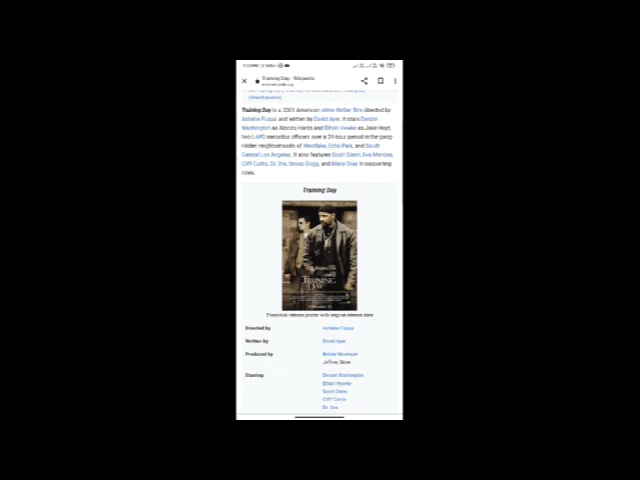 Training Day - Wikipedia
Training Day is a 2001 American crime thriller film directed by
Antoine Fuqua and written by David Ayer. It stars Denzel
Washington as Alonzo Harris and Ethan Hawke as Jake Hoyt,
two LAPD narcotics officers over a 24-hour period in the gang-
ridden neighborhoods of Westlake, Echo Park, and South
Central Los Angeles. It also features Scott Glenn, Eva Mendes,
Cliff Curtis, Dr. Dre, Snoop Dogg, and Macy Gray in supporting
roles.
Training Day
TRAINING
DAY
Theatrical release poster with original release date
Directed by
Antoine Fuqua
Written by
David Ayer
Produced by
Bobby Newmyer
Jeffrey Silver
Starring
Denzel Washington
Ethan Hawke
Scott Glenn
Cliff Curtis
Dr. Dre